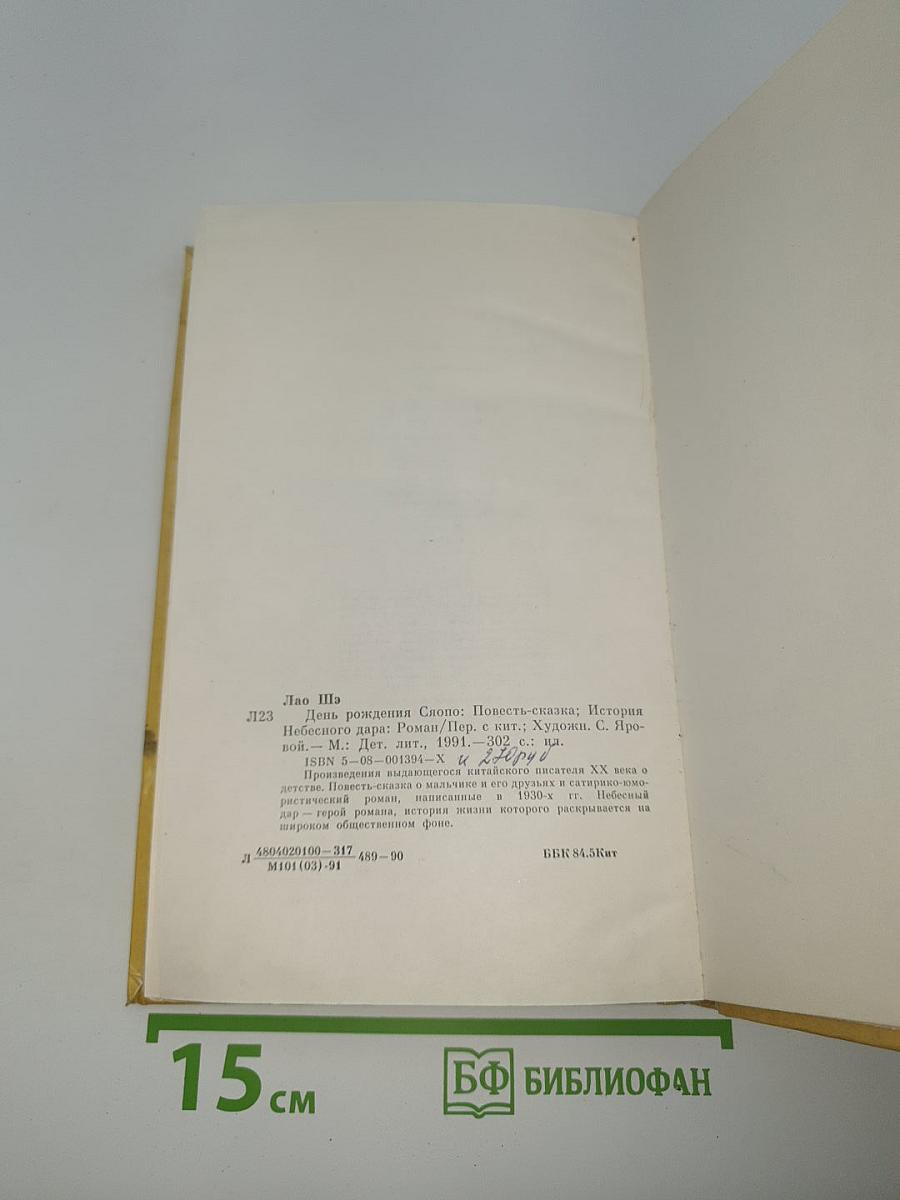 Лао Шэ
Л23 День рождения Сяопо: Повесть-сказка; История
Небесного дара: Роман/Пер. с кит.; Художн. С. Яро-
вой.— М.: Дет. лит., 1991.—302 с.: ил.
ISBN 5—08—001394—X 270 руб
Произведения выдающегося китайского писателя XX века о
детстве. Повесть-сказка о мальчике и его друзьях и сатирико-юмо-
ристический роман, написанные в 1930-х гг. Небесный
дар — герой романа, история жизни которого раскрывается на
широком общественном фоне.
Л 4804020100—317 489—90 ББК 84.5Кит
М101(03)-91
15 см
БФ БИБЛИОФАН